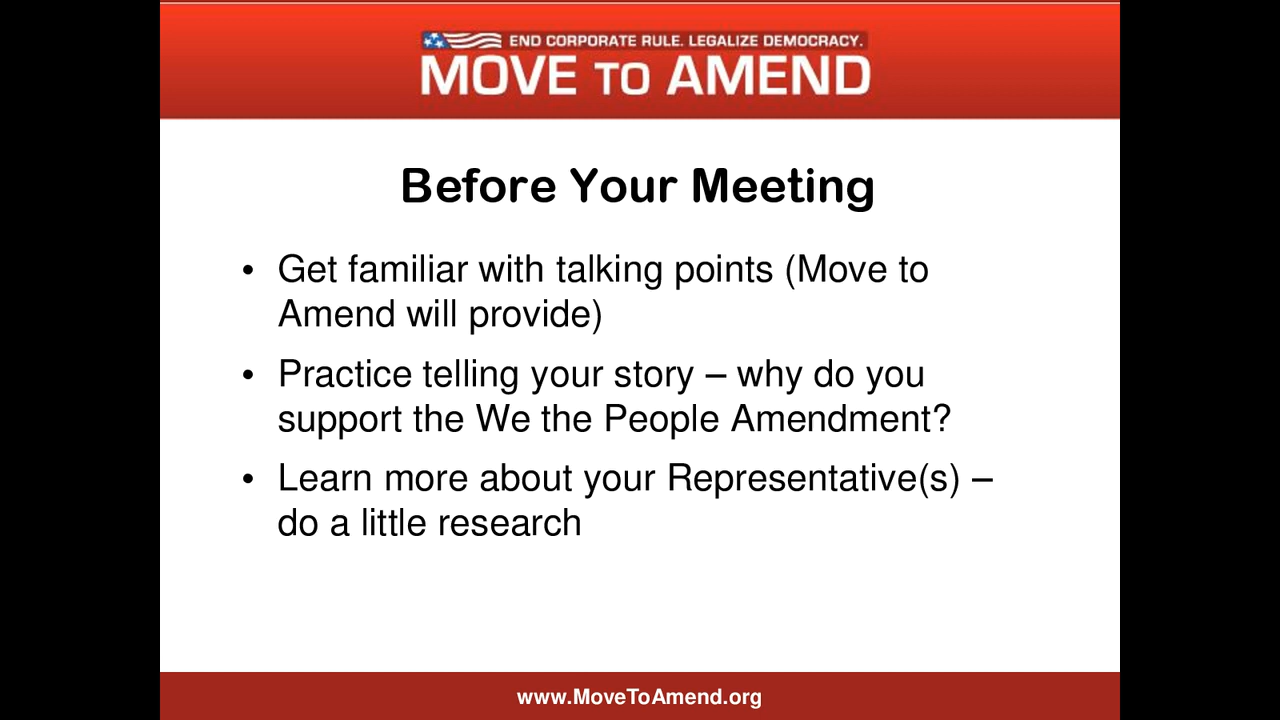 END CORPORATE RULE. LEGALIZE DEMOCRACY.
MOVE TO AMEND
Before Your Meeting
• Get familiar with talking points (Move to
Amend will provide)
• Practice telling your story – why do you
support the We the People Amendment?
• Learn more about your Representative(s) –
do a little research
www.MoveToAmend.org